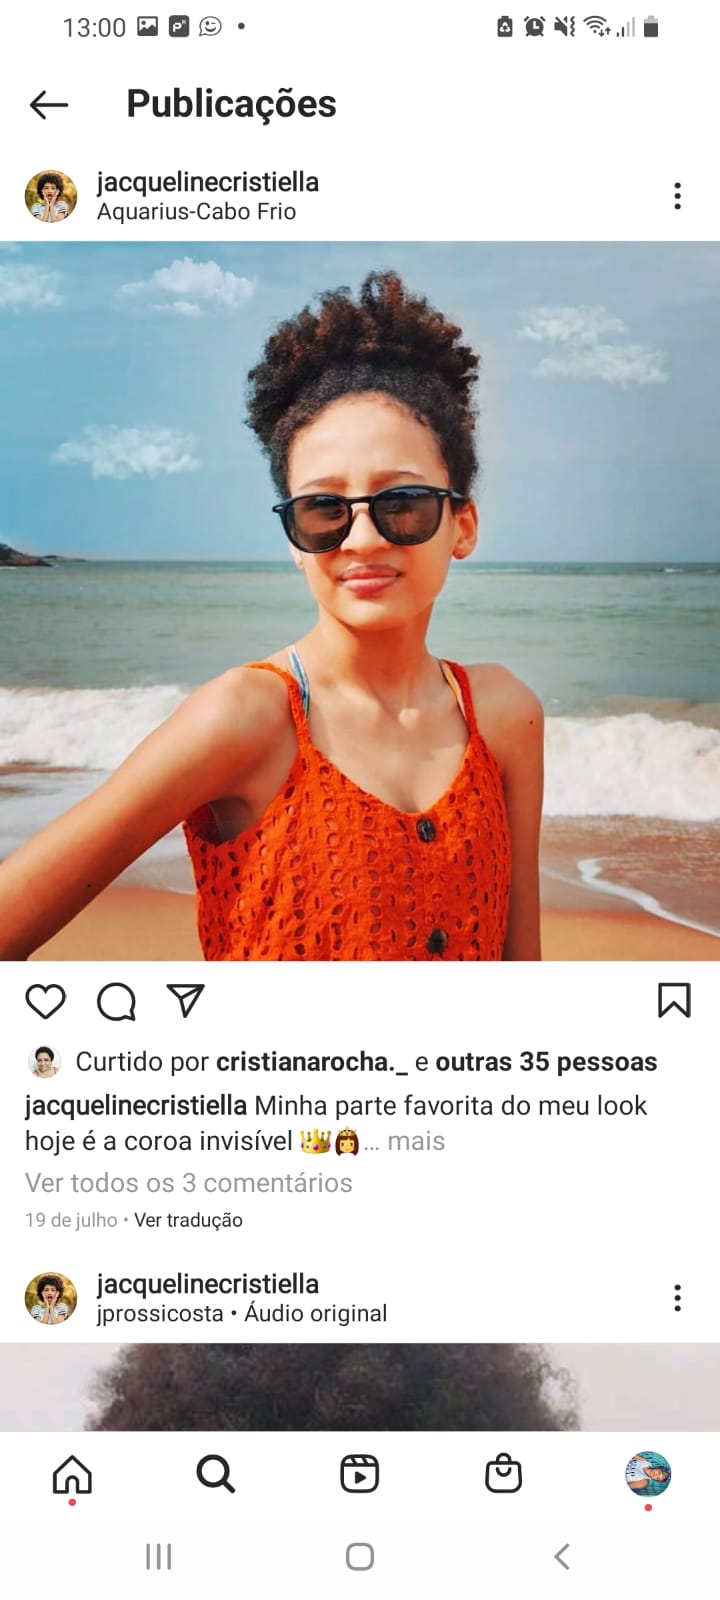 13:00
Publicações
jacquelinecristiella
Aquarius-Cabo Frio
Curtido por cristianarocha._ e outras 35 pessoas
jacquelinecristiella Minha parte favorita do meu look
hoje é a coroa invisível 👑👸... mais
Ver todos os 3 comentários
19 de julho • Ver tradução
jacquelinecristiella
jprossicosta • Áudio original